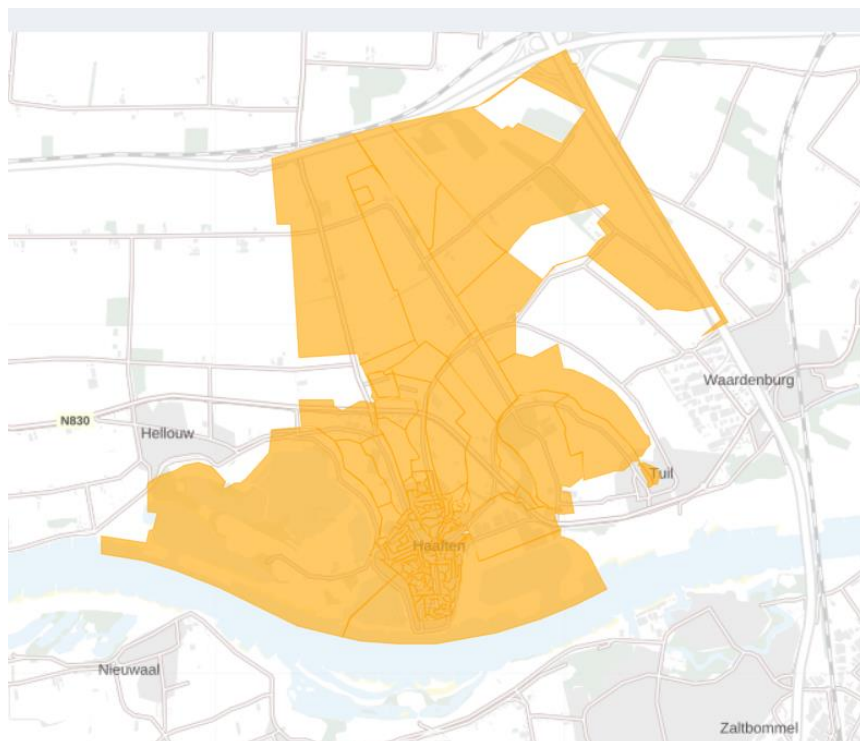 Waardenburg
N830
Hellouw
Tuil
Haaften
Nieuwaal
Zaltbommel